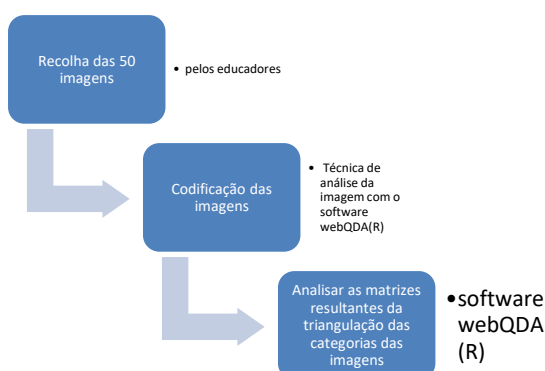 Recolha das 50
imagens
• pelos educadores
Codificação das
imagens
• Técnica de
análise da
imagem com o
software
webQDA(R)
Analisar as matrizes
resultantes da
triangulação das
categorias das
imagens
•software
webQDA
(R)